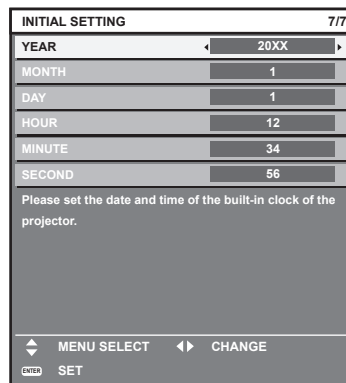 INITIAL SETTING 7/7
YEAR 20XX
MONTH 1
DAY 1
HOUR 12
MINUTE 34
SECOND 56
Please set the date and time of the built-in clock of the
projector.
MENU SELECT CHANGE
ENTER SET